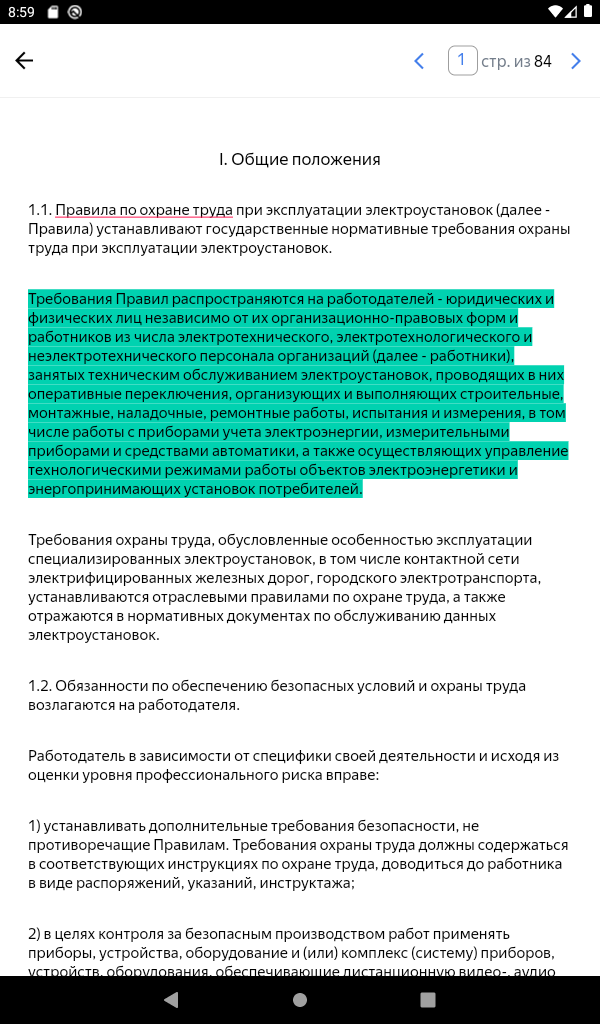 8:59
1 стр. из 84
I. Общие положения
1.1. Правила по охране труда при эксплуатации электроустановок (далее -
Правила) устанавливают государственные нормативные требования охраны
труда при эксплуатации электроустановок.
Требования Правил распространяются на работодателей - юридических и
физических лиц независимо от их организационно-правовых форм и
работников из числа электротехнического, электротехнологического и
неэлектротехнического персонала организаций (далее - работники),
занятых техническим обслуживанием электроустановок, проводящих в них
оперативные переключения, организующих и выполняющих строительные,
монтажные, наладочные, ремонтные работы, испытания и измерения, в том
числе работы с приборами учета электроэнергии, измерительными
приборами и средствами автоматики, а также осуществляющих управление
технологическими режимами работы объектов электроэнергетики и
энергопринимающих установок потребителей.
Требования охраны труда, обусловленные особенностью эксплуатации
специализированных электроустановок, в том числе контактной сети
электрифицированных железных дорог, городского электротранспорта,
устанавливаются отраслевыми правилами по охране труда, а также
отражаются в нормативных документах по обслуживанию данных
электроустановок.
1.2. Обязанности по обеспечению безопасных условий и охраны труда
возлагаются на работодателя.
Работодатель в зависимости от специфики своей деятельности и исходя из
оценки уровня профессионального риска вправе:
1) устанавливать дополнительные требования безопасности, не
противоречащие Правилам. Требования охраны труда должны содержаться
в соответствующих инструкциях по охране труда, доводиться до работника
в виде распоряжений, указаний, инструктажа;
2) в целях контроля за безопасным производством работ применять
приборы, устройства, оборудование и (или) комплекс (систему) приборов,
устройств, оборудования, обеспечивающие дистанционную видео-, аудио